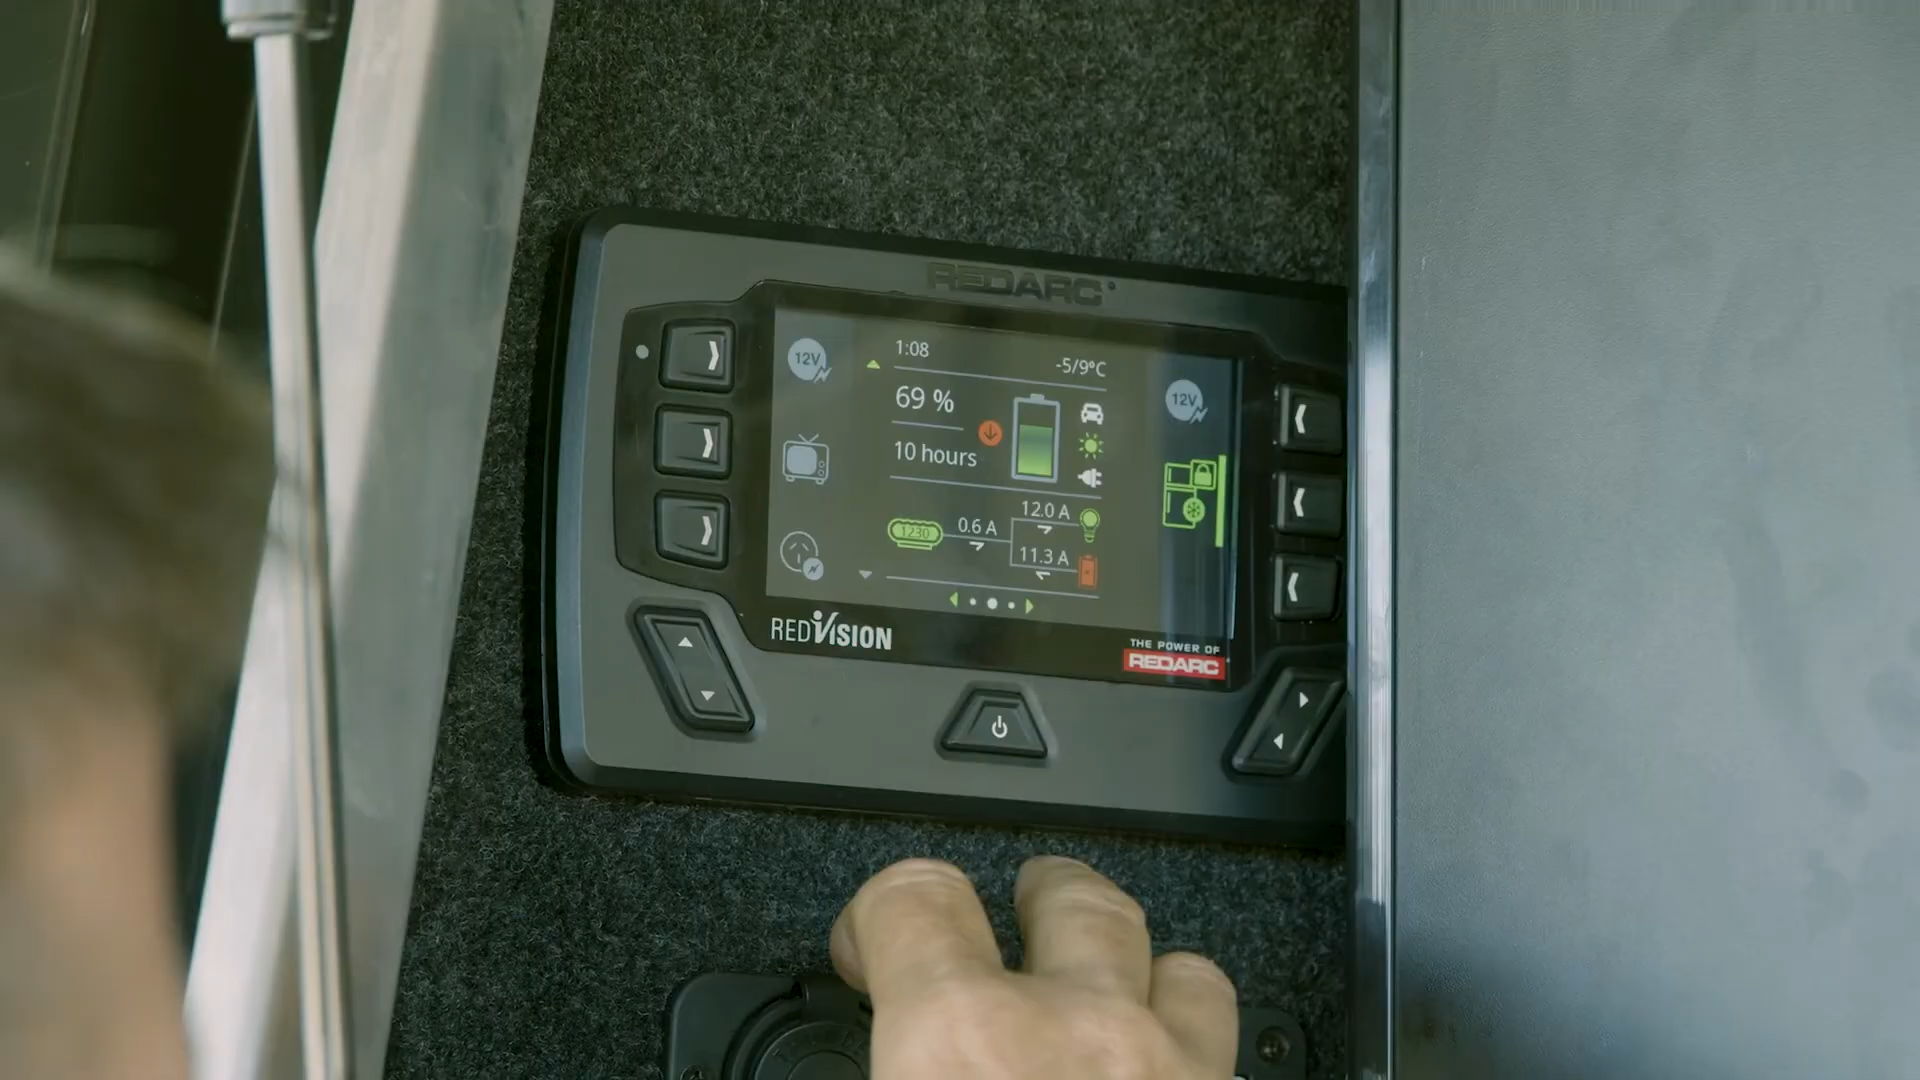 REDARC
12V
1:08
-5/9°C
12V
69 %
10 hours
1230
0.6 A
12.0 A
11.3 A
REDVISION
THE POWER OF
REDARC